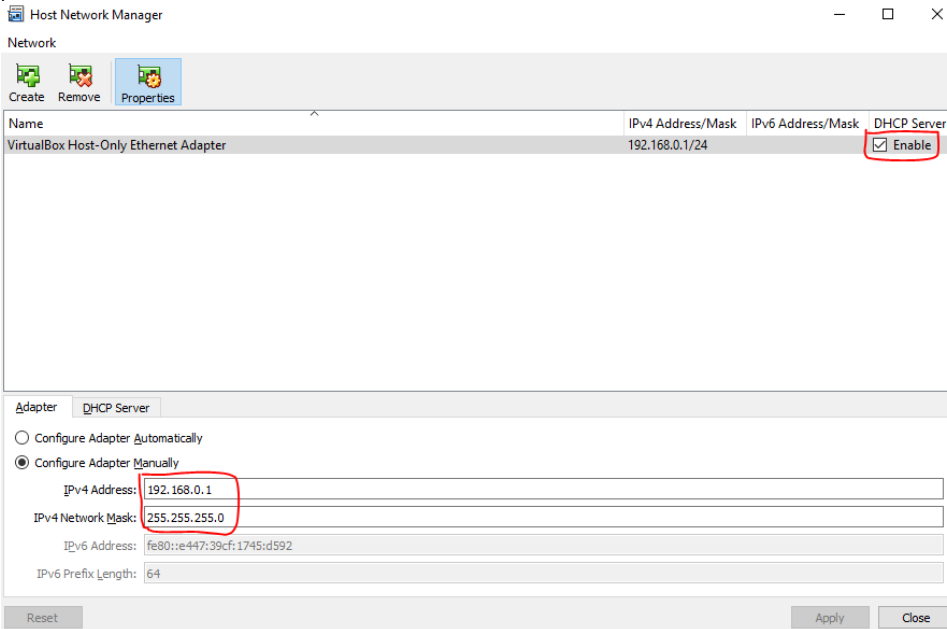 Host Network Manager
Network
Create Remove Properties
Name IPv4 Address/Mask IPv6 Address/Mask DHCP Server
VirtualBox Host-Only Ethernet Adapter 192.168.0.1/24 Enable
Adapter DHCP Server
Configure Adapter Automatically
Configure Adapter Manually
IPv4 Address: 192.168.0.1
IPv4 Network Mask: 255.255.255.0
IPv6 Address: fe80::e447:39cf:1745:d592
IPv6 Prefix Length: 64
Reset Apply Close